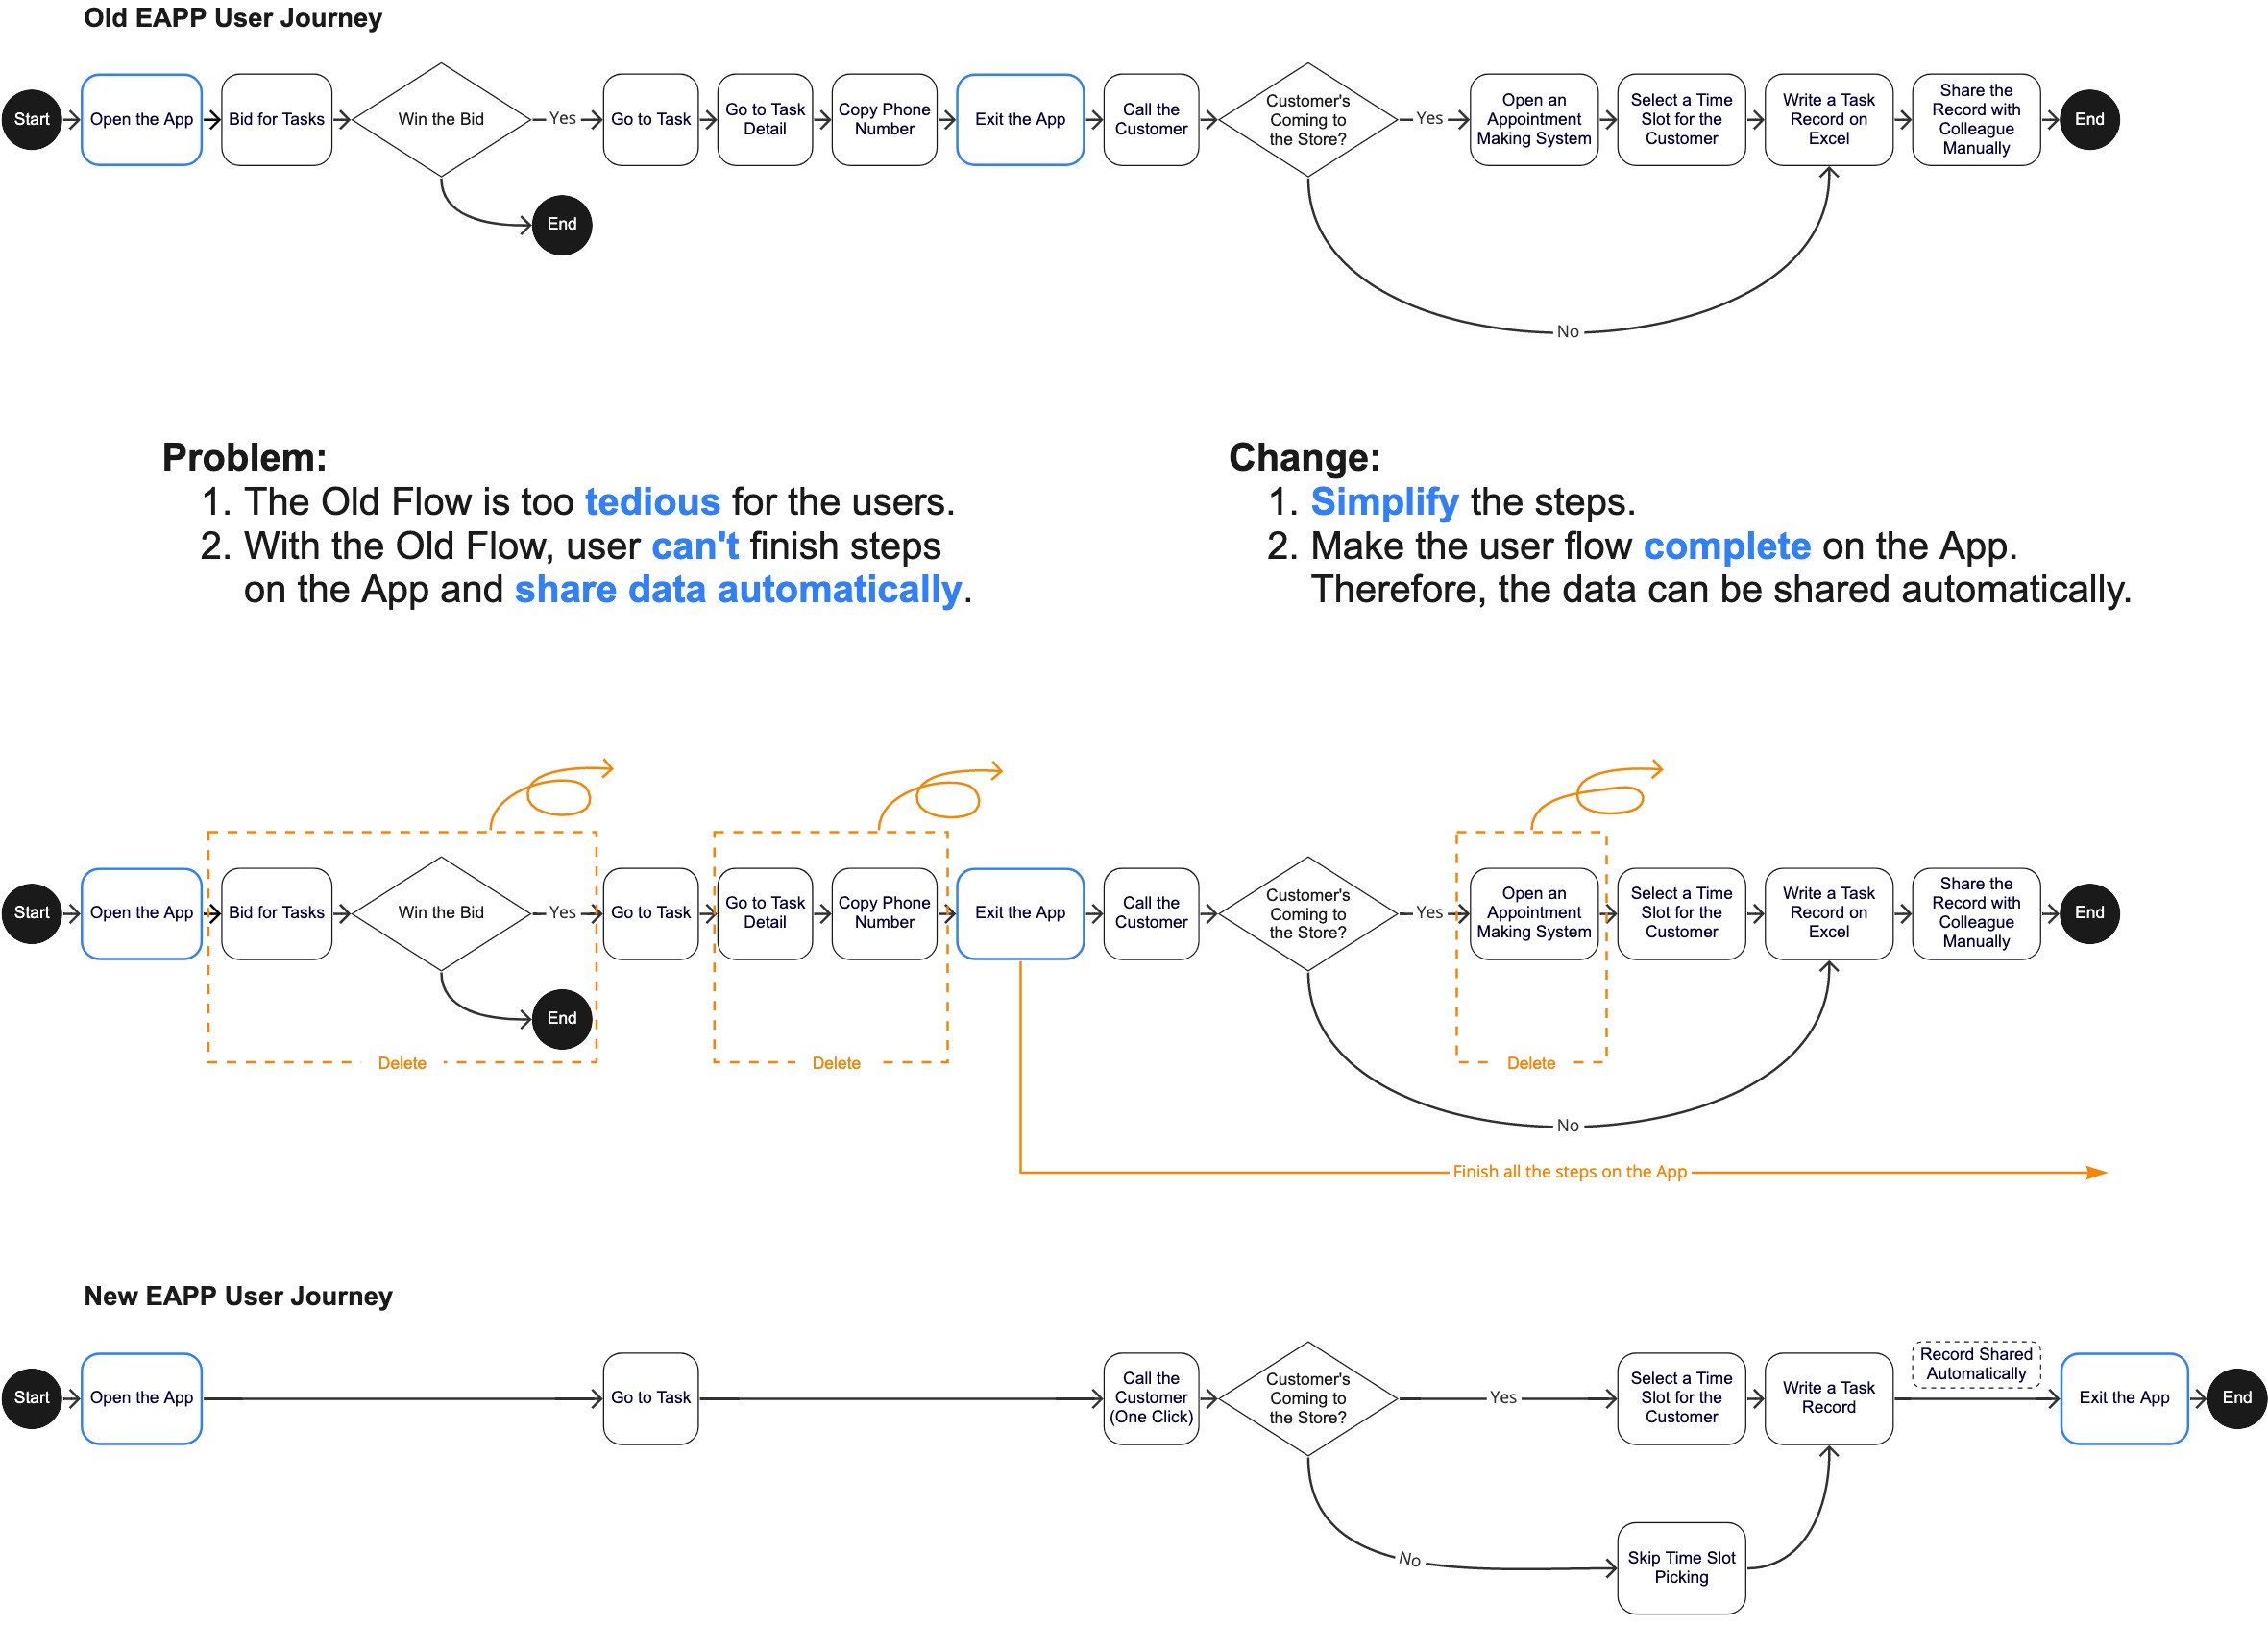 Old EAPP User Journey
Start
Open the App
Bid for Tasks
Win the Bid
Yes
End
Go to Task
Go to Task
Detail
Copy Phone
Number
Exit the App
Call the
Customer
Customer's
Coming to
the Store?
Yes
No
Open an
Appointment
Making System
Select a Time
Slot for the
Customer
Write a Task
Record on
Excel
Share the
Record with
Colleague
Manually
End
Problem:
1. The Old Flow is too tedious for the users.
2. With the Old Flow, user can't finish steps
on the App and share data automatically.
Change:
1. Simplify the steps.
2. Make the user flow complete on the App.
Therefore, the data can be shared automatically.
Start
Open the App
Bid for Tasks
Win the Bid
Yes
End
Delete
Go to Task
Go to Task
Detail
Copy Phone
Number
Delete
Exit the App
Call the
Customer
Customer's
Coming to
the Store?
Yes
No
Open an
Appointment
Making System
Delete
Select a Time
Slot for the
Customer
Write a Task
Record on
Excel
Share the
Record with
Colleague
Manually
End
Finish all the steps on the App
New EAPP User Journey
Start
Open the App
Go to Task
Call the
Customer
(One Click)
Customer's
Coming to
the Store?
Yes
No
Select a Time
Slot for the
Customer
Skip Time Slot
Picking
Write a Task
Record
Record Shared
Automatically
Exit the App
End